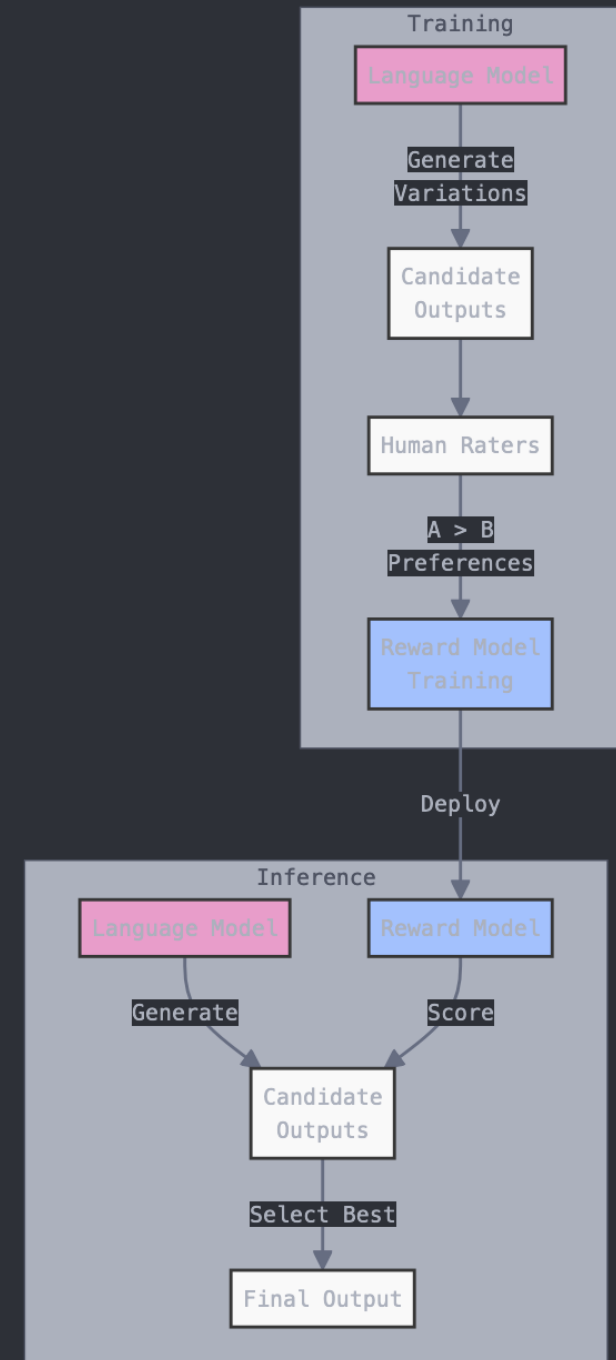 Training
Language Model
Generate
Variations
Candidate
Outputs
Human Raters
A > B
Preferences
Reward Model
Training
Deploy
Inference
Language Model
Reward Model
Generate
Score
Candidate
Outputs
Select Best
Final Output